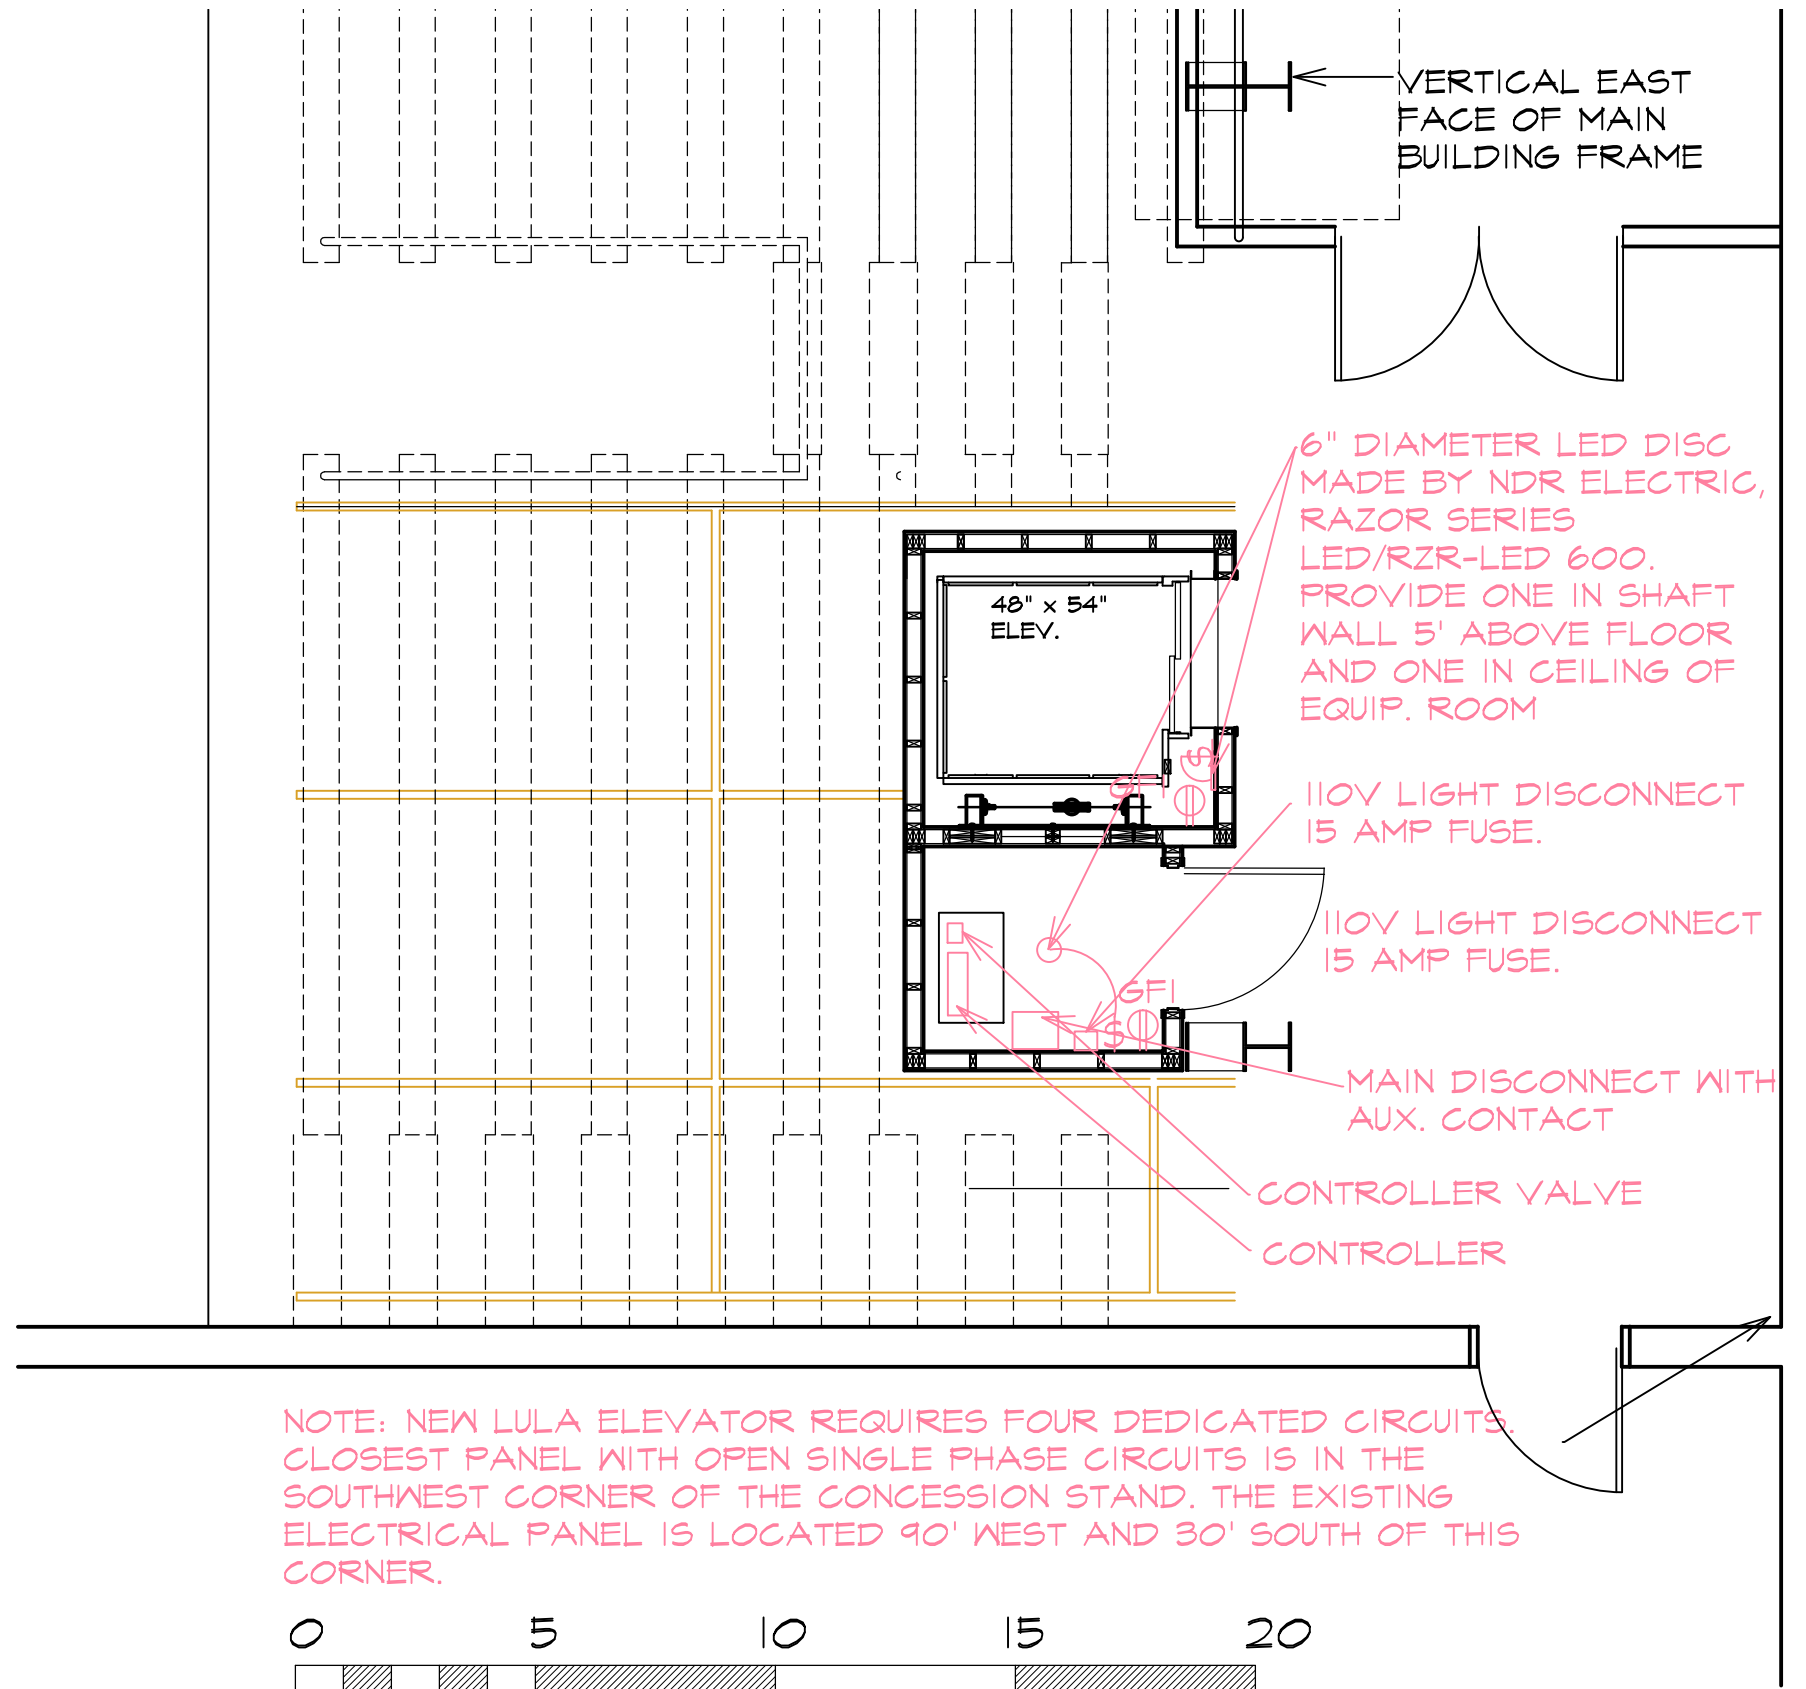 VERTICAL EAST
FACE OF MAIN
BUILDING FRAME
6" DIAMETER LED DISC
MADE BY NDR ELECTRIC,
RAZOR SERIES
LED/RZR-LED 600.
PROVIDE ONE IN SHAFT
WALL 5' ABOVE FLOOR
AND ONE IN CEILING OF
EQUIP. ROOM
48" x 54"
ELEV.
$
GFI
110V LIGHT DISCONNECT
15 AMP FUSE.
110V LIGHT DISCONNECT
15 AMP FUSE.
GFI
$
MAIN DISCONNECT WITH
AUX. CONTACT
CONTROLLER VALVE
CONTROLLER
NOTE: NEW LULA ELEVATOR REQUIRES FOUR DEDICATED CIRCUITS.
CLOSEST PANEL WITH OPEN SINGLE PHASE CIRCUITS IS IN THE
SOUTHWEST CORNER OF THE CONCESSION STAND. THE EXISTING
ELECTRICAL PANEL IS LOCATED 90' WEST AND 30' SOUTH OF THIS
CORNER.
0 5 10 15 20